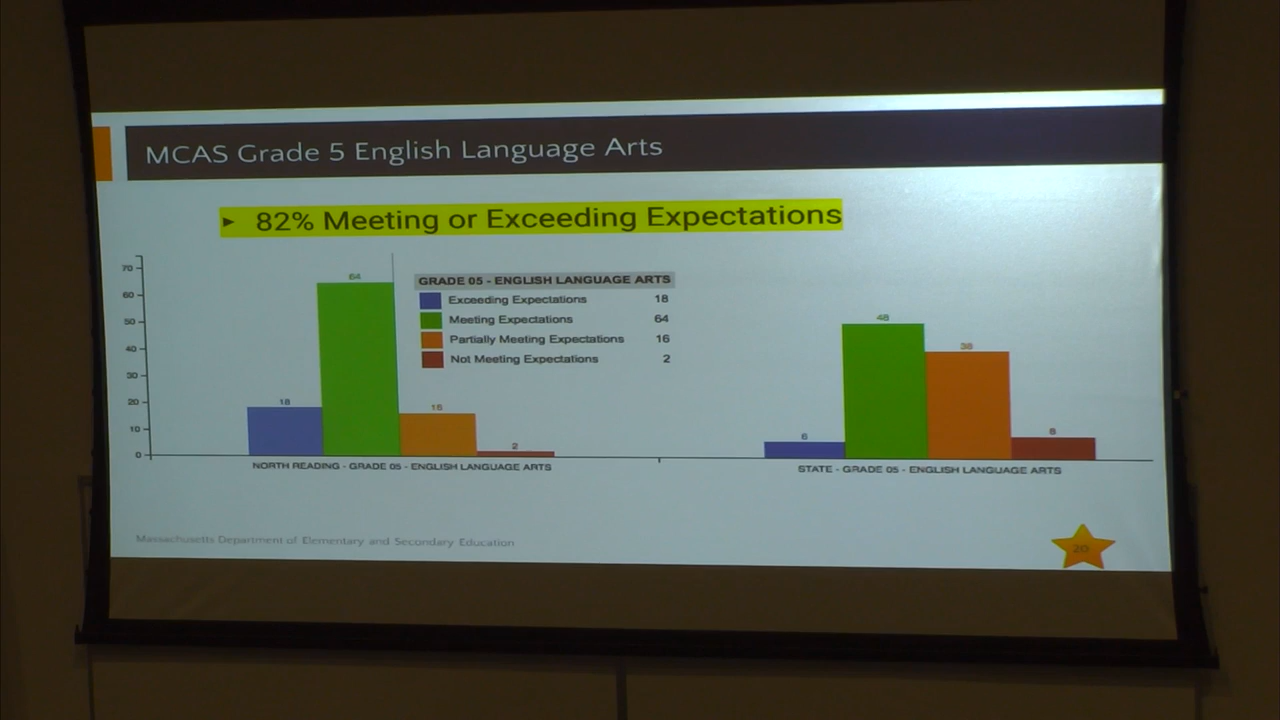 MCAS Grade 5 English Language Arts
► 82% Meeting or Exceeding Expectations
70
60
50
40
30
20
10
0
18
64
16
2
NORTH READING - GRADE 05 - ENGLISH LANGUAGE ARTS
GRADE 05 - ENGLISH LANGUAGE ARTS
Exceeding Expectations 18
Meeting Expectations 64
Partially Meeting Expectations 16
Not Meeting Expectations 2
6
48
38
8
STATE - GRADE 05 - ENGLISH LANGUAGE ARTS
Massachusetts Department of Elementary and Secondary Education
20